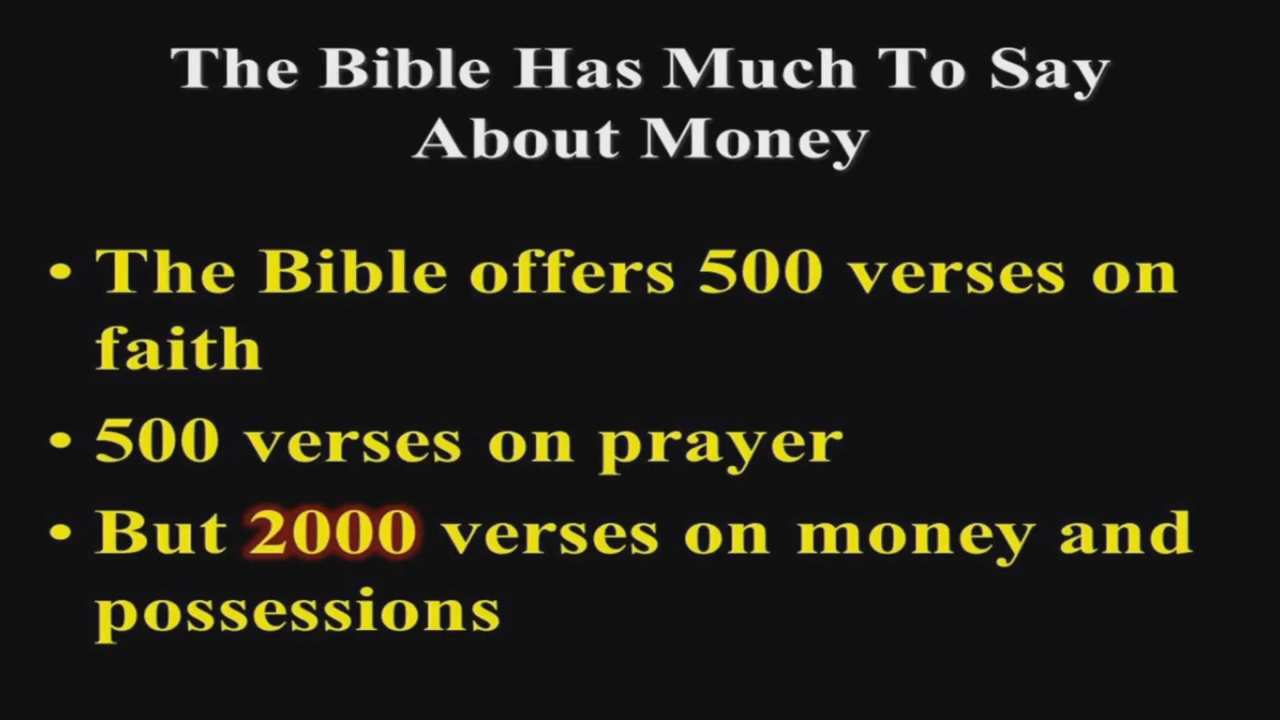 The Bible Has Much To Say
About Money
• The Bible offers 500 verses on
faith
• 500 verses on prayer
• But 2000 verses on money and
possessions